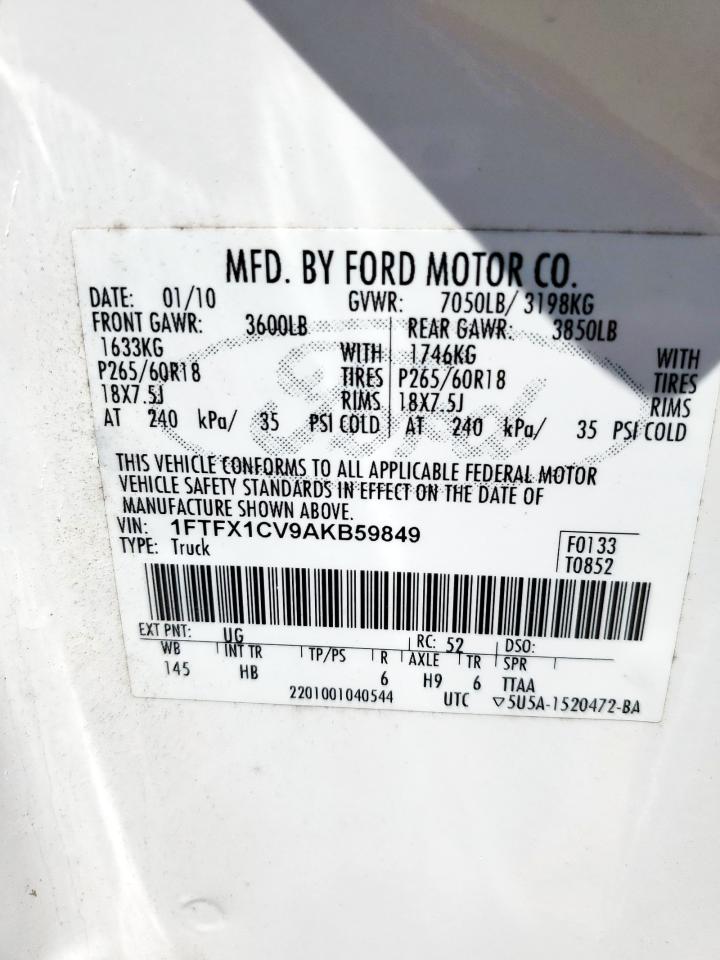 MFD. BY FORD MOTOR CO.
DATE: 01/10 GVWR: 7050LB/ 3198KG
FRONT GAWR: 3600LB REAR GAWR: 3850LB
1633KG WITH 1746KG WITH
P265/60R18 TIRES P265/60R18 TIRES
18X7.5J RIMS 18X7.5J RIMS
AT 240 kPa/ 35 PSI COLD AT 240 kPa/ 35 PSI COLD
Ford
THIS VEHICLE CONFORMS TO ALL APPLICABLE FEDERAL MOTOR
VEHICLE SAFETY STANDARDS IN EFFECT ON THE DATE OF
MANUFACTURE SHOWN ABOVE.
VIN: 1FTFX1CV9AKB59849
TYPE: Truck
F0133
T0852
EXT PNT: UG RC: 52 DSO:
WB INT TR TP/PS R AXLE TR SPR
145 HB 6 H9 6 TTAA
2201001040544 UTC ▽5U5A-1520472-BA